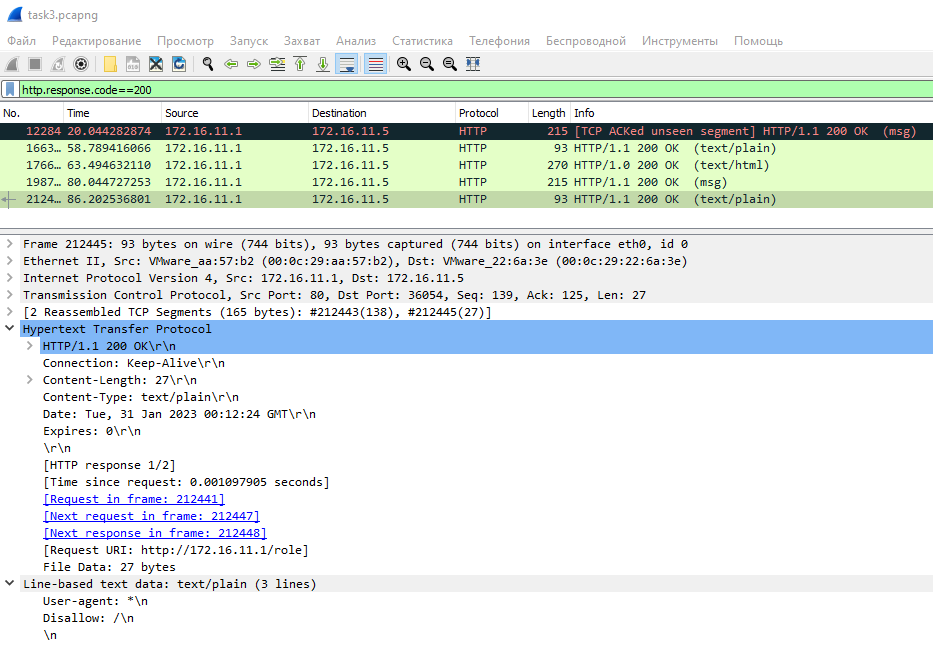 task3.pcapng
Файл Редактирование Просмотр Запуск Захват Анализ Статистика Телефония Беспроводной Инструменты Помощь
http.response.code==200
No. Time Source Destination Protocol Length Info
12284 20.044282874 172.16.11.1 172.16.11.5 HTTP 215 [TCP ACKed unseen segment] HTTP/1.1 200 OK (msg)
1663… 58.789416066 172.16.11.1 172.16.11.5 HTTP 93 HTTP/1.1 200 OK (text/plain)
1766… 63.494632110 172.16.11.1 172.16.11.5 HTTP 270 HTTP/1.0 200 OK (text/html)
1987… 80.044727253 172.16.11.1 172.16.11.5 HTTP 215 HTTP/1.1 200 OK (msg)
2124… 86.202536801 172.16.11.1 172.16.11.5 HTTP 93 HTTP/1.1 200 OK (text/plain)
Frame 212445: 93 bytes on wire (744 bits), 93 bytes captured (744 bits) on interface eth0, id 0
Ethernet II, Src: VMware_aa:57:b2 (00:0c:29:aa:57:b2), Dst: VMware_22:6a:3e (00:0c:29:22:6a:3e)
Internet Protocol Version 4, Src: 172.16.11.1, Dst: 172.16.11.5
Transmission Control Protocol, Src Port: 80, Dst Port: 36054, Seq: 139, Ack: 125, Len: 27
[2 Reassembled TCP Segments (165 bytes): #212443(138), #212445(27)]
Hypertext Transfer Protocol
HTTP/1.1 200 OK\r\n
Connection: Keep-Alive\r\n
Content-Length: 27\r\n
Content-Type: text/plain\r\n
Date: Tue, 31 Jan 2023 00:12:24 GMT\r\n
Expires: 0\r\n
\r\n
[HTTP response 1/2]
[Time since request: 0.001097905 seconds]
[Request in frame: 212441]
[Next request in frame: 212447]
[Next response in frame: 212448]
[Request URI: http://172.16.11.1/role]
File Data: 27 bytes
Line-based text data: text/plain (3 lines)
User-agent: *\n
Disallow: /\n
\n